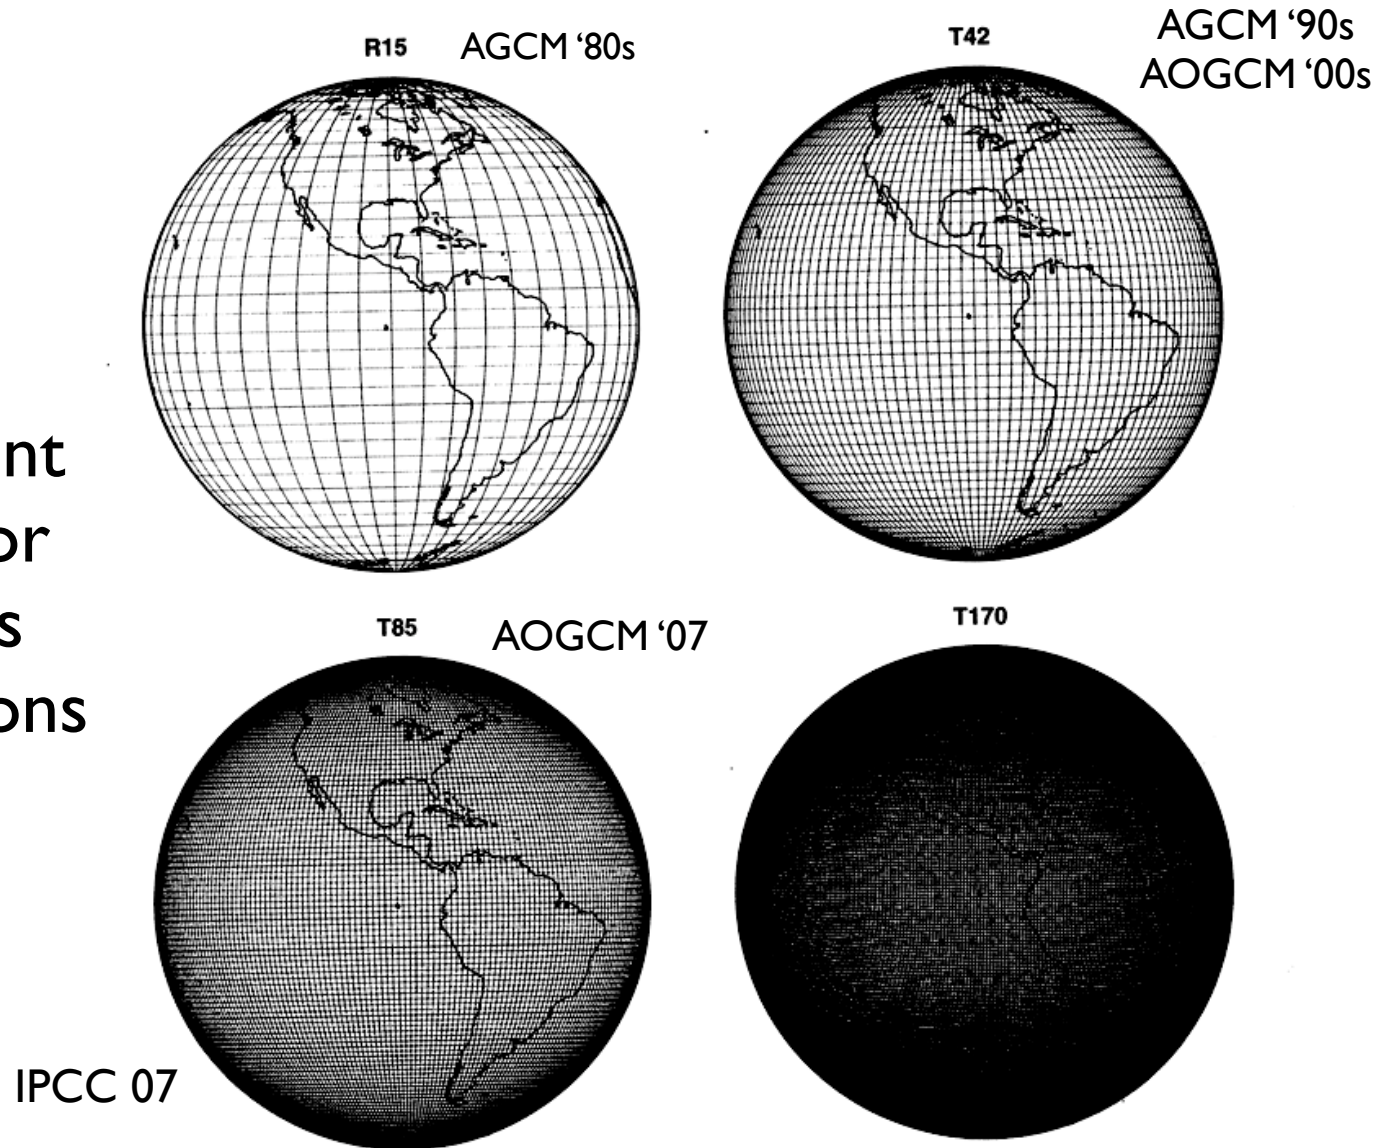 R15
AGCM ‘80s
T42
AGCM ‘90s
AOGCM ‘00s
nt
or
s
ons
T85
AOGCM ‘07
T170
IPCC 07